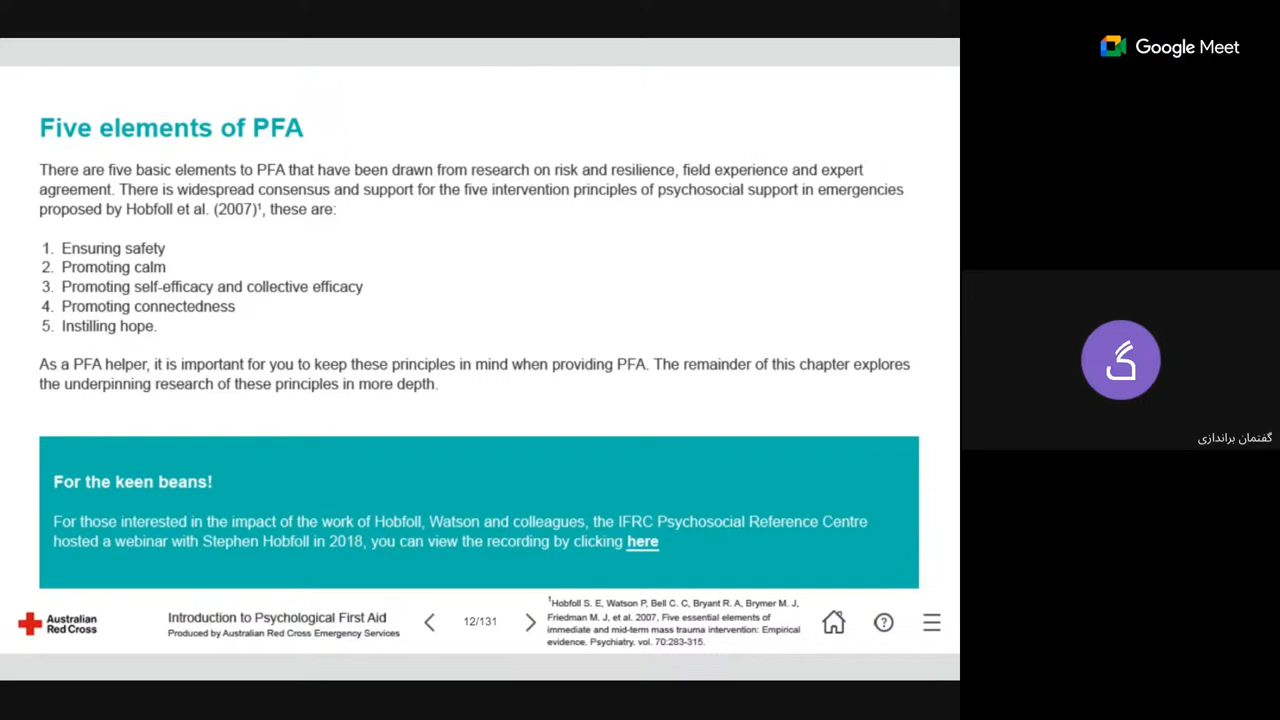 Google Meet
Five elements of PFA
There are five basic elements to PFA that have been drawn from research on risk and resilience, field experience and expert
agreement. There is widespread consensus and support for the five intervention principles of psychosocial support in emergencies
proposed by Hobfoll et al. (2007)¹, these are:
1. Ensuring safety
2. Promoting calm
3. Promoting self-efficacy and collective efficacy
4. Promoting connectedness
5. Instilling hope.
As a PFA helper, it is important for you to keep these principles in mind when providing PFA. The remainder of this chapter explores
the underpinning research of these principles in more depth.
For the keen beans!
For those interested in the impact of the work of Hobfoll, Watson and colleagues, the IFRC Psychosocial Reference Centre
hosted a webinar with Stephen Hobfoll in 2018, you can view the recording by clicking here
Australian
Red Cross
Introduction to Psychological First Aid
Produced by Australian Red Cross Emergency Services
12/131
¹Hobfoll S. E, Watson P, Bell C. C, Bryant R. A, Brymer M. J,
Friedman M. J, et al. 2007, Five essential elements of
immediate and mid-term mass trauma intervention: Empirical
evidence. Psychiatry. vol. 70:283-315.
?
گ
گفتمان براندازی